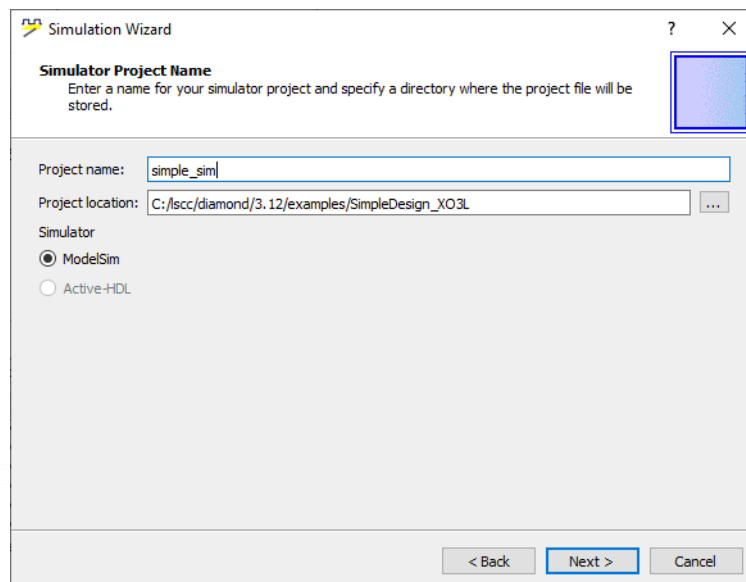 Simulation Wizard
?
Simulator Project Name
Enter a name for your simulator project and specify a directory where the project file will be
stored.
Project name: simple_sim
Project location: C:/lscc/diamond/3.12/examples/SimpleDesign_XO3L ...
Simulator
ModelSim
Active-HDL
< Back Next > Cancel